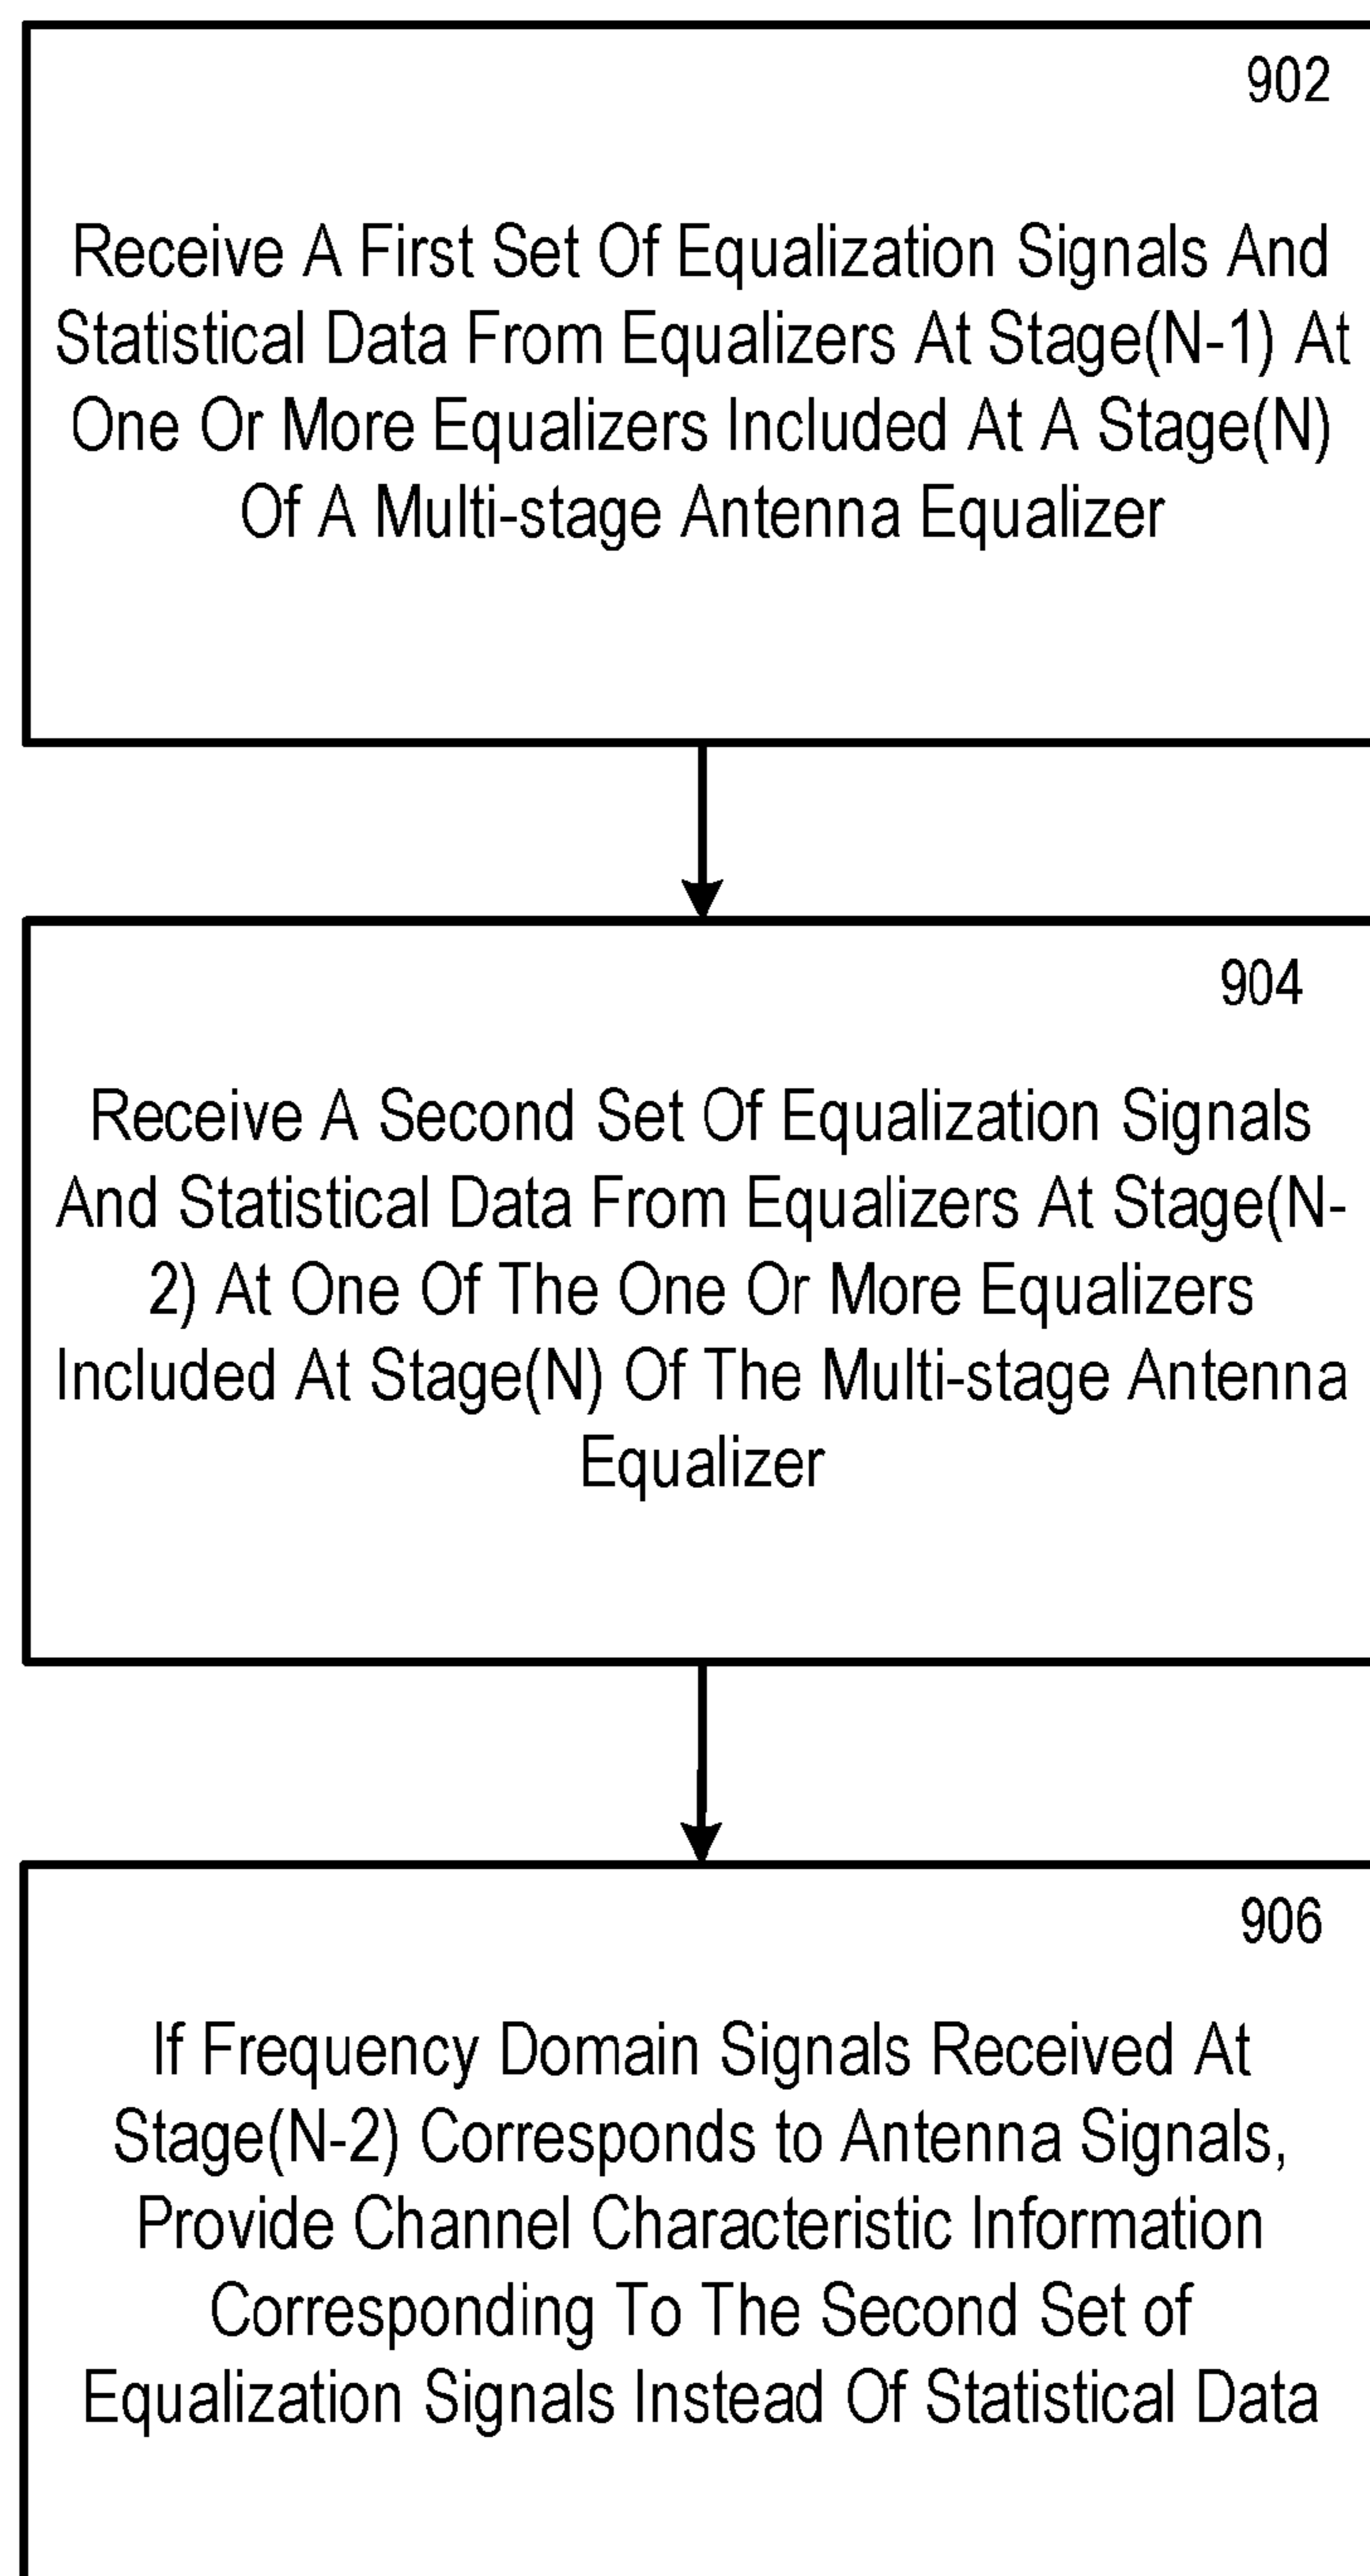 902
Receive A First Set Of Equalization Signals And
Statistical Data From Equalizers At Stage(N-1) At
One Or More Equalizers Included At A Stage(N)
Of A Multi-stage Antenna Equalizer
904
Receive A Second Set Of Equalization Signals
And Statistical Data From Equalizers At Stage(N-
2) At One Of The One Or More Equalizers
Included At Stage(N) Of The Multi-stage Antenna
Equalizer
906
If Frequency Domain Signals Received At
Stage(N-2) Corresponds to Antenna Signals,
Provide Channel Characteristic Information
Corresponding To The Second Set of
Equalization Signals Instead Of Statistical Data